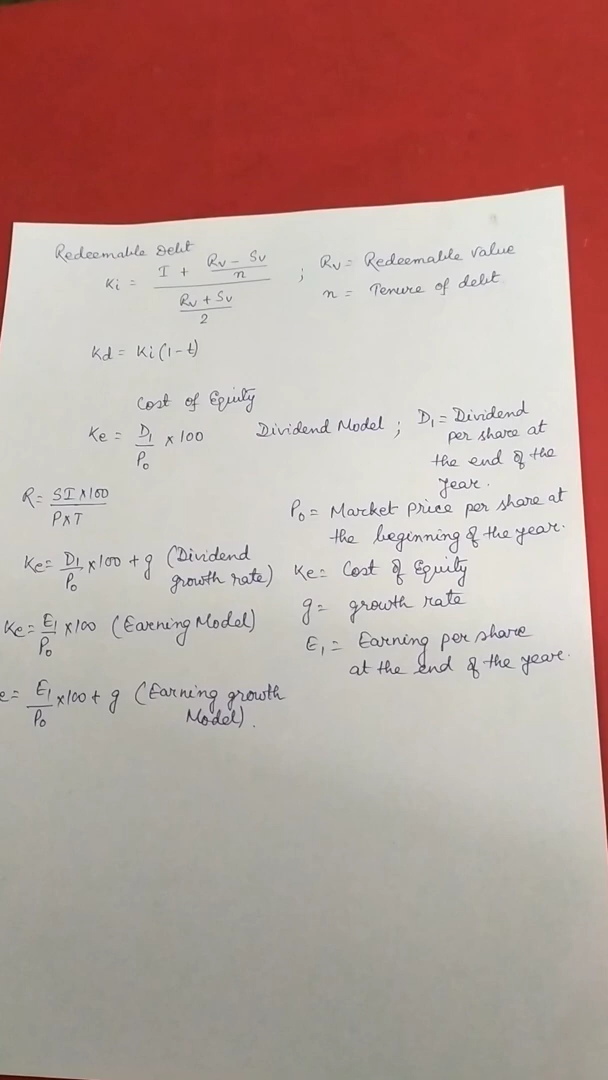 Redeemable Debt
Ki = (I + (Rv - Sv)/n) / ((Rv + Sv)/2) ; Rv = Redeemable value
n = Tenure of debt.
Kd = Ki(1-t)
Cost of Equity
Ke = D1/P0 x 100 Dividend Model ; D1 = Dividend
per share at
the end of the
year.
R = SI x 100 / P x T
P0 = Market price per share at
the beginning of the year.
Ke = D1/P0 x 100 + g (Dividend
growth rate)
Ke = Cost of Equity
g = growth rate
Ke = E1/P0 x 100 (Earning Model)
E1 = Earning per share
at the end of the year.
e = E1/P0 x 100 + g (Earning growth
Model).